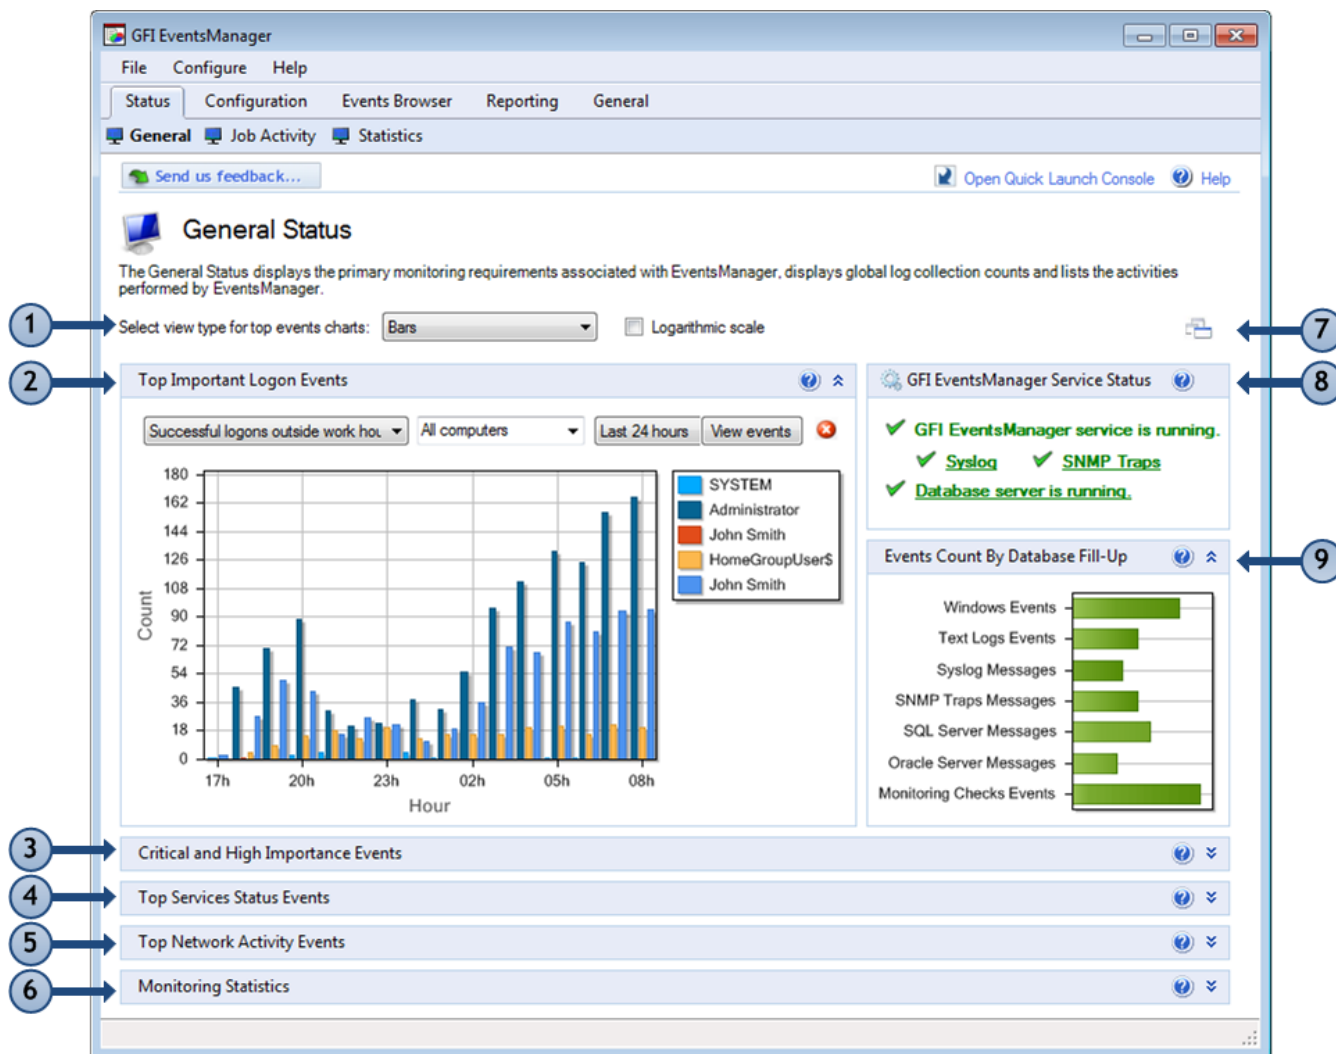 GFI EventsManager
File Configure Help
Status Configuration Events Browser Reporting General
General Job Activity Statistics
Send us feedback... Open Quick Launch Console Help
General Status
The General Status displays the primary monitoring requirements associated with EventsManager, displays global log collection counts and lists the activities
performed by EventsManager.
1 Select view type for top events charts: Bars Logarithmic scale 7
2 Top Important Logon Events
GFI EventsManager Service Status 8
Successful logons outside work hou All computers Last 24 hours View events
GFI EventsManager service is running.
Syslog SNMP Traps
Database server is running.
180
162
144
126
108
90
72
54
36
18
0
Count
17h 20h 23h 02h 05h 08h
Hour
SYSTEM
Administrator
John Smith
HomeGroupUser$
John Smith
Events Count By Database Fill-Up 9
Windows Events
Text Logs Events
Syslog Messages
SNMP Traps Messages
SQL Server Messages
Oracle Server Messages
Monitoring Checks Events
3 Critical and High Importance Events
4 Top Services Status Events
5 Top Network Activity Events
6 Monitoring Statistics